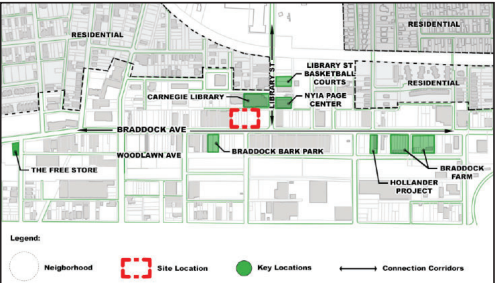 RESIDENTIAL
RESIDENTIAL
LIBRARY ST
LIBRARY ST
BASKETBALL
COURTS
RESIDENTIAL
CARNEGIE LIBRARY
NYIA PAGE
CENTER
BRADDOCK AVE
WOODLAWN AVE
BRADDOCK BARK PARK
THE FREE STORE
HOLLANDER
PROJECT
BRADDOCK
FARM
Legend:
Neigborhood
Site Location
Key Locations
Connection Corridors